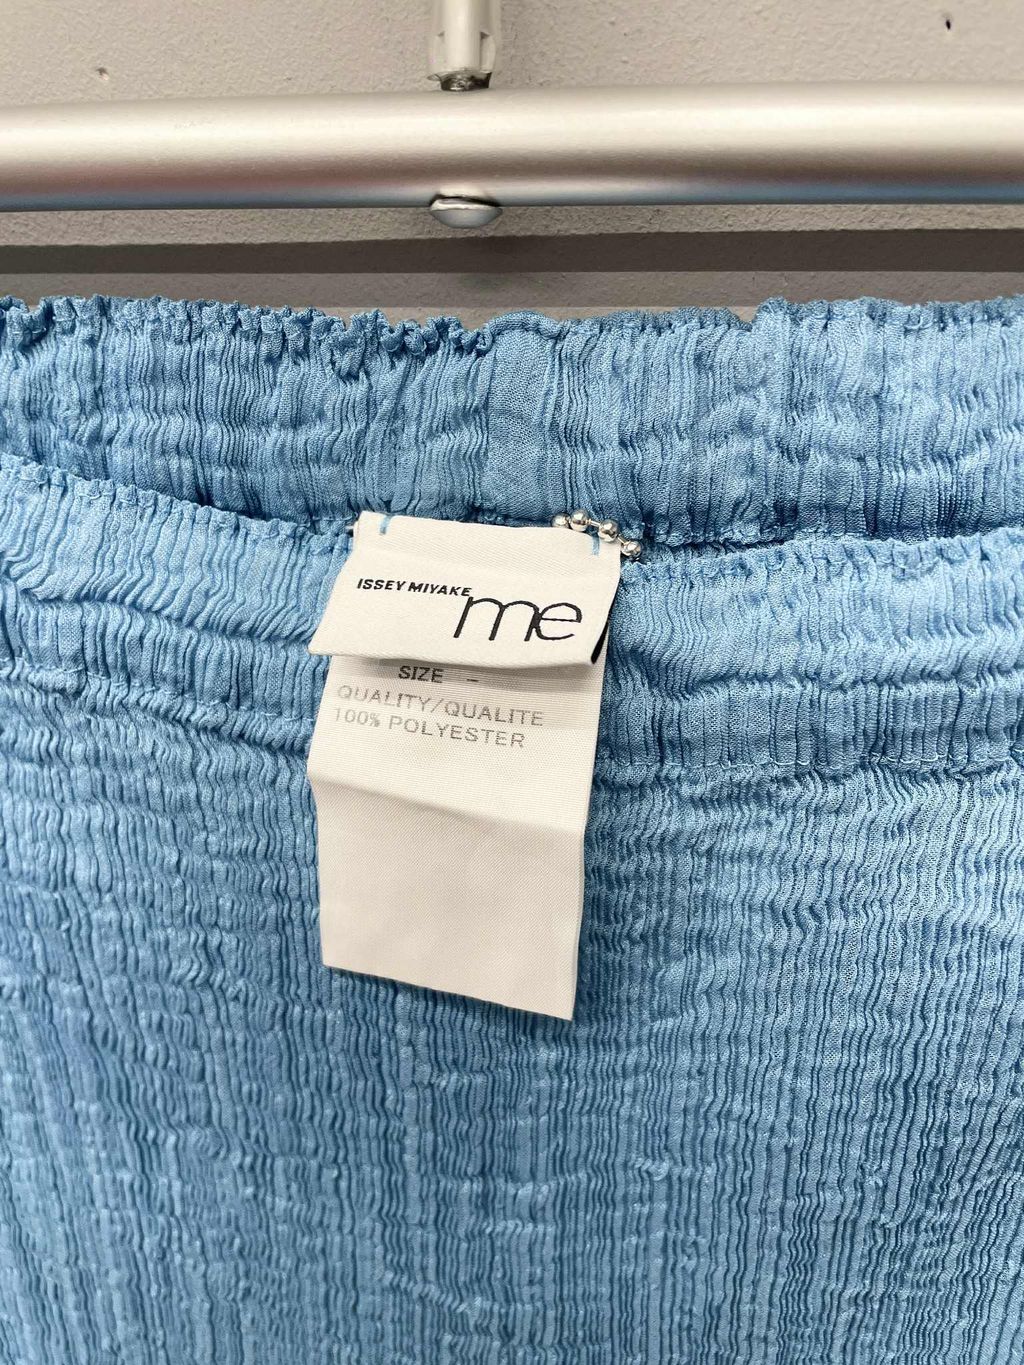 ISSEY MIYAKE
me
SIZE –
QUALITY/QUALITE
100% POLYESTER